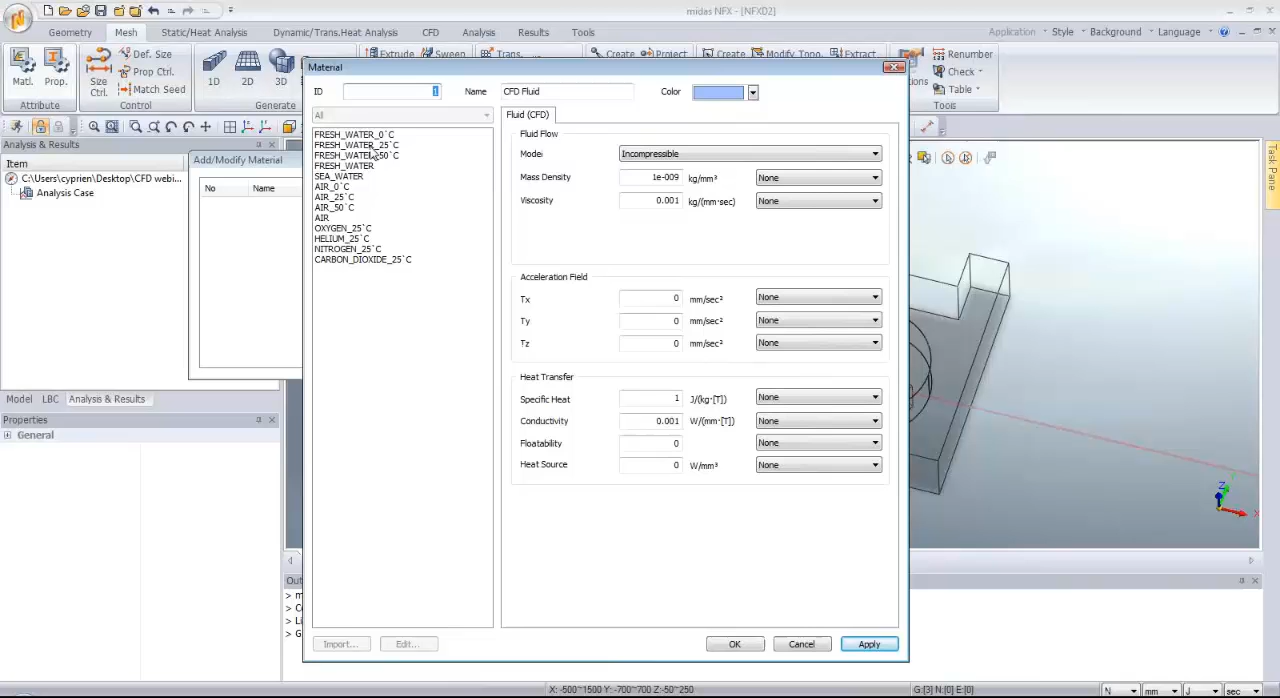 midas NFX - [NFXD2]
Geometry Mesh Static/Heat Analysis Dynamic/Trans.Heat Analysis CFD Analysis Results Tools
Application Style Background Language
Matl. Prop. Size Ctrl. Def. Size Prop Ctrl. Match Seed 1D 2D 3D
Extrude Sweep Trans. Create Protect Create Modify Topo. Extract
Renumber
Check
Table
Attribute Control Generate Tools
Analysis & Results
Item
C:\Users\cyprien\Desktop\CFD webi...
Analysis Case
Add/Modify Material
No Name
Model LBC Analysis & Results
Properties
General
Material
ID 1 Name CFD Fluid Color
All
FRESH_WATER_0`C
FRESH_WATER_25`C
FRESH_WATER_50`C
FRESH_WATER
SEA_WATER
AIR_0`C
AIR_25`C
AIR_50`C
AIR
OXYGEN_25`C
HELIUM_25`C
NITROGEN_25`C
CARBON_DIOXIDE_25`C
Fluid (CFD)
Fluid Flow
Model Incompressible
Mass Density 1e-009 kg/mm³ None
Viscosity 0.001 kg/(mm·sec) None
Acceleration Field
Tx 0 mm/sec² None
Ty 0 mm/sec² None
Tz 0 mm/sec² None
Heat Transfer
Specific Heat 1 J/(kg·[T]) None
Conductivity 0.001 W/(mm·[T]) None
Floatability 0 None
Heat Source 0 W/mm³ None
Import... Edit... OK Cancel Apply
Task Pane
Z
X
Out
> m
> C
> Li
> G
X: -500~1500 Y:-700~700 Z:-50~250 G:[3] N:[0] E:[0] N mm J sec